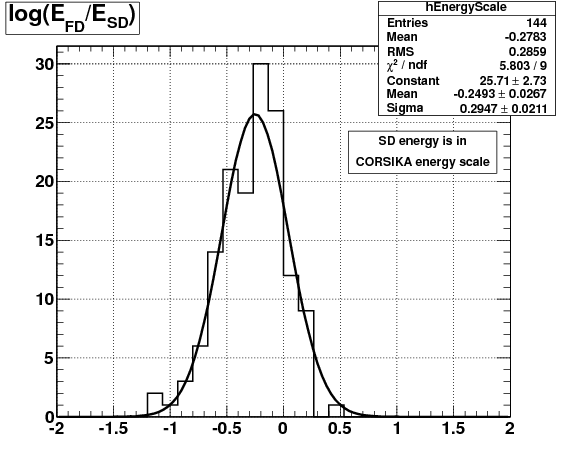 log(E_FD/E_SD)
hEnergyScale
Entries 144
Mean -0.2783
RMS 0.2859
χ² / ndf 5.803 / 9
Constant 25.71 ± 2.73
Mean -0.2493 ± 0.0267
Sigma 0.2947 ± 0.0211
SD energy is in
CORSIKA energy scale
30
25
20
15
10
5
0
-2 -1.5 -1 -0.5 0 0.5 1 1.5 2